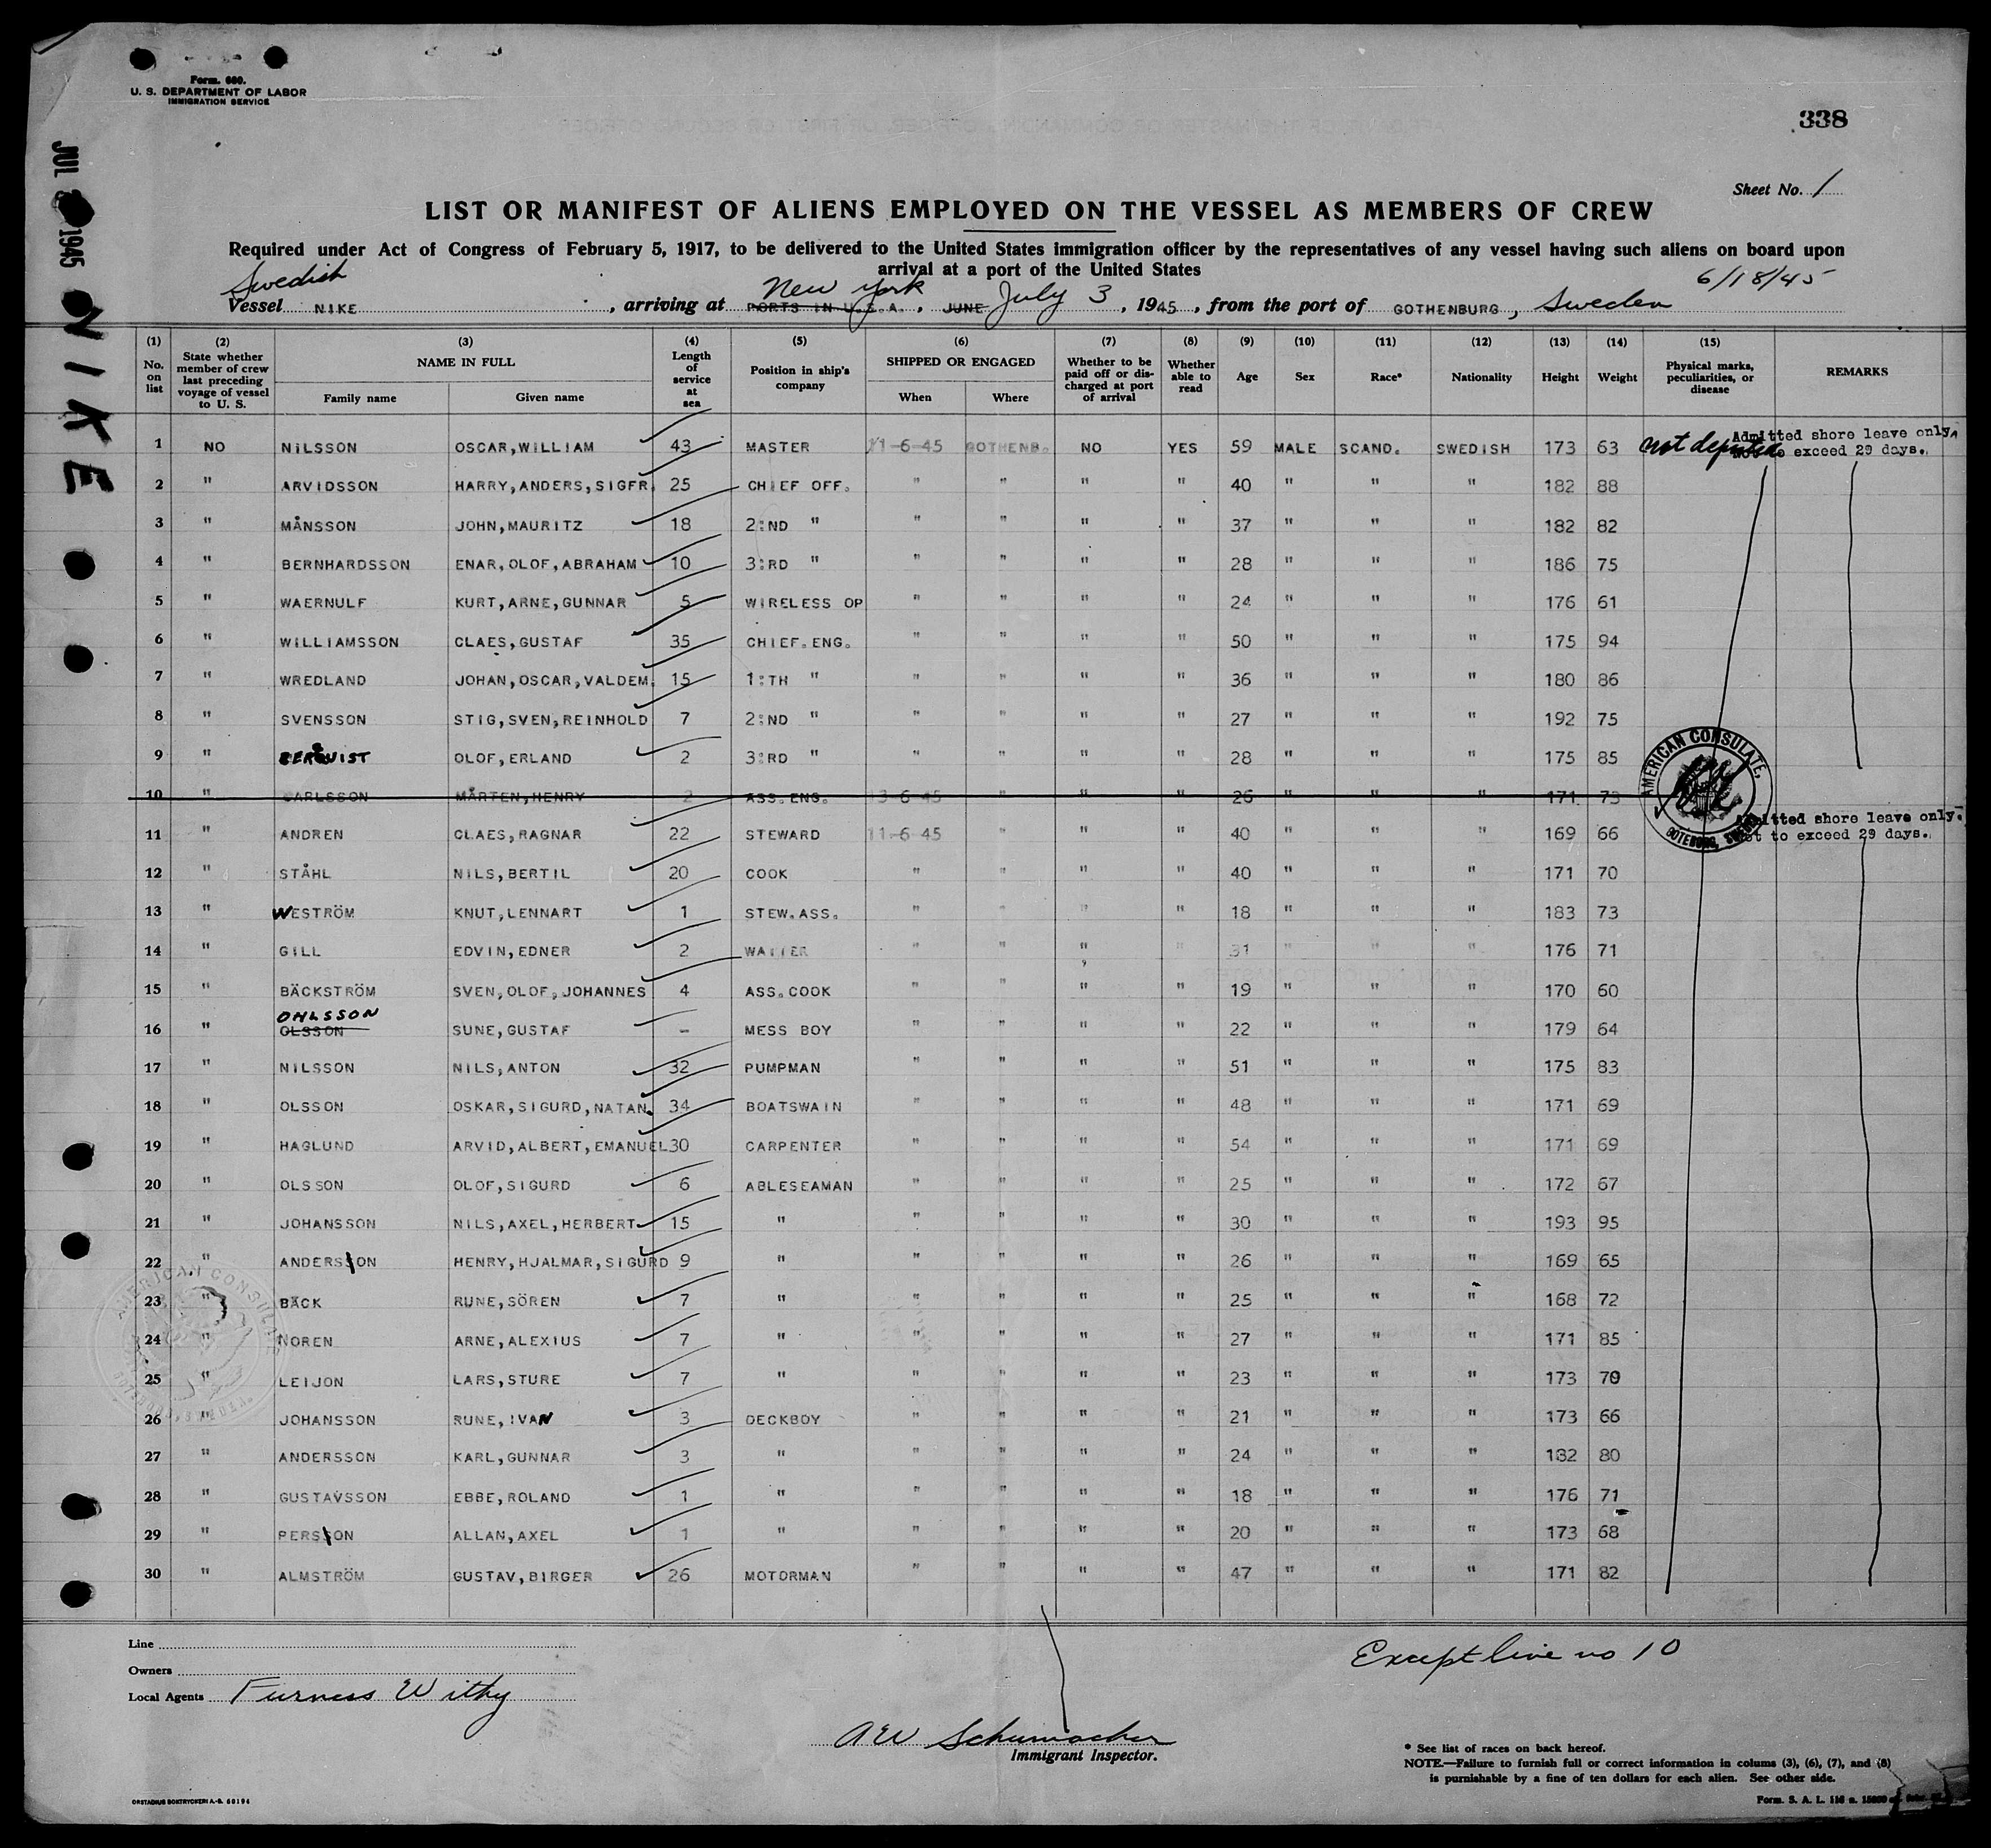 Form. 680.
U. S. DEPARTMENT OF LABOR
IMMIGRATION SERVICE
338
JUL 1945
NIKE
Sheet No. 1
LIST OR MANIFEST OF ALIENS EMPLOYED ON THE VESSEL AS MEMBERS OF CREW
Required under Act of Congress of February 5, 1917, to be delivered to the United States immigration officer by the representatives of any vessel having such aliens on board upon
arrival at a port of the United States
Swedish New York 6/18/45
Vessel NIKE , arriving at PORTS IN U.S.A. , JUNE July 3 , 1945 , from the port of GOTHENBURG, Sweden
(1) (2) (3) (4) (5) (6) (7) (8) (9) (10) (11) (12) (13) (14) (15)
No. on list State whether member of crew last preceding voyage of vessel to U. S. NAME IN FULL Family name Given name Length of service at sea Position in ship's company SHIPPED OR ENGAGED When Where Whether to be paid off or discharged at port of arrival Whether able to read Age Sex Race* Nationality Height Weight Physical marks, peculiarities, or disease REMARKS
1 NO NILSSON OSCAR,WILLIAM 43 MASTER 11-6-45 GOTHENB. NO YES 59 MALE SCAND. SWEDISH 173 63 Admitted shore leave only, to exceed 29 days.
2 " ARVIDSSON HARRY,ANDERS,SIGFR. 25 CHIEF OFF. " " " " 40 " " " 182 88
3 " MÅNSSON JOHN,MAURITZ 18 2:ND " " " " " 37 " " " 182 82
4 " BERNHARDSSON ENAR,OLOF,ABRAHAM 10 3:RD " " " " " 28 " " " 186 75
5 " WAERNULF KURT,ARNE,GUNNAR 5 WIRELESS OP " " " " 24 " " " 176 61
6 " WILLIAMSSON CLAES,GUSTAF 35 CHIEF.ENG. " " " " 50 " " " 175 94
7 " WREDLAND JOHAN,OSCAR,VALDEM. 15 1:TH " " " " " 36 " " " 180 86
8 " SVENSSON STIG,SVEN,REINHOLD 7 2:ND " " " " " 27 " " " 192 75
9 " BERQUIST OLOF,ERLAND 2 3:RD " " " " " 28 " " " 175 85
AMERICAN CONSULATE, GOTEBORG, SWEDEN
10 " CARLSSON MÅRTEN,HENRY 2 ASS.ENG. 13-6-45 " " " 26 " " " 171 73
11 " ANDREN CLAES,RAGNAR 22 STEWARD 11-6-45 " " " 40 " " " 169 66 Admitted shore leave only. Not to exceed 29 days.
12 " STÅHL NILS,BERTIL 20 COOK " " " " 40 " " " 171 70
13 " WESTRÖM KNUT,LENNART 1 STEW.ASS. " " " " 18 " " " 183 73
14 " GILL EDVIN,EDNER 2 WAITER " " " " 31 " " " 176 71
15 " BÄCKSTRÖM SVEN,OLOF,JOHANNES 4 ASS.COOK " " " " 19 " " " 170 60
OHLSSON
16 " OLSSON SUNE,GUSTAF - MESS BOY " " " " 22 " " " 179 64
17 " NILSSON NILS,ANTON 32 PUMPMAN " " " " 51 " " " 175 83
18 " OLSSON OSKAR,SIGURD,NATAN. 34 BOATSWAIN " " " " 48 " " " 171 69
19 " HAGLUND ARVID,ALBERT,EMANUEL 30 CARPENTER " " " " 54 " " " 171 69
20 " OLSSON OLOF,SIGURD 6 ABLESEAMAN " " " " 25 " " " 172 67
21 " JOHANSSON NILS,AXEL,HERBERT 15 " " " " " 30 " " " 193 95
22 " ANDERSSON HENRY,HJALMAR,SIGURD 9 " " " " " 26 " " " 169 65
23 " BÄCK RUNE,SÖREN 7 " " " " " 25 " " " 168 72
24 " NOREN ARNE,ALEXIUS 7 " " " " " 27 " " " 171 85
25 " LEIJON LARS,STURE 7 " " " " " 23 " " " 173 70
26 " JOHANSSON RUNE,IVAN 3 DECKBOY " " " " 21 " " " 173 66
27 " ANDERSSON KARL,GUNNAR 3 " " " " " 24 " " " 182 80
28 " GUSTAVSSON EBBE,ROLAND 1 " " " " " 18 " " " 176 71
29 " PERSSON ALLAN,AXEL 1 " " " " " 20 " " " 173 68
30 " ALMSTRÖM GUSTAV,BIRGER 26 MOTORMAN " " " " 47 " " " 171 82
Line
Owners
Local Agents Furness Withy
Except line no 10
AW Schumacher
Immigrant Inspector.
* See list of races on back hereof.
NOTE.—Failure to furnish full or correct information in colums (3), (6), (7), and (8)
is punishable by a fine of ten dollars for each alien. See other side.
ORSTADIUS BOKTRYCKERI A.-B. 60194
Form. S. A. L. 116